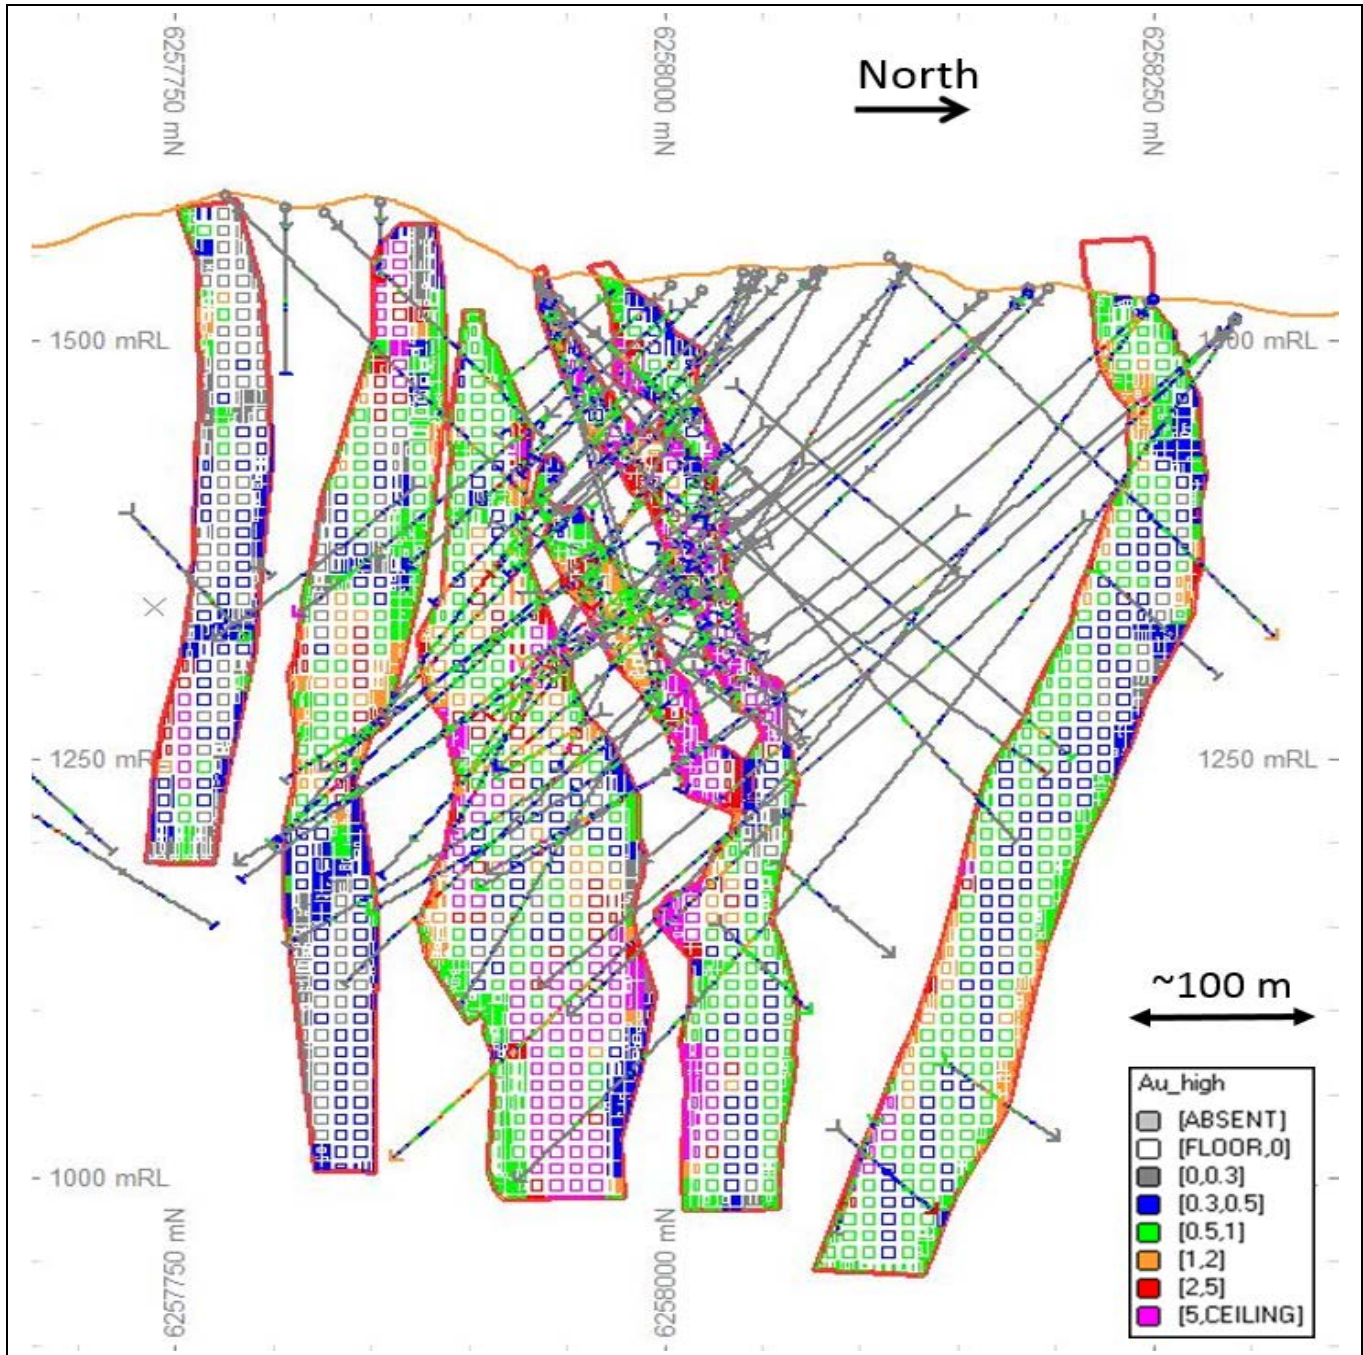 6257750 mN
6258000 mN
6258250 mN
North
1500 mRL
1500 mRL
1250 mRL
1250 mRL
~100 m
1000 mRL
Au_high
[ABSENT]
[FLOOR,0]
[0,0.3]
[0.3,0.5]
[0.5,1]
[1,2]
[2,5]
[5,CEILING]
6257750 mN
6258000 mN